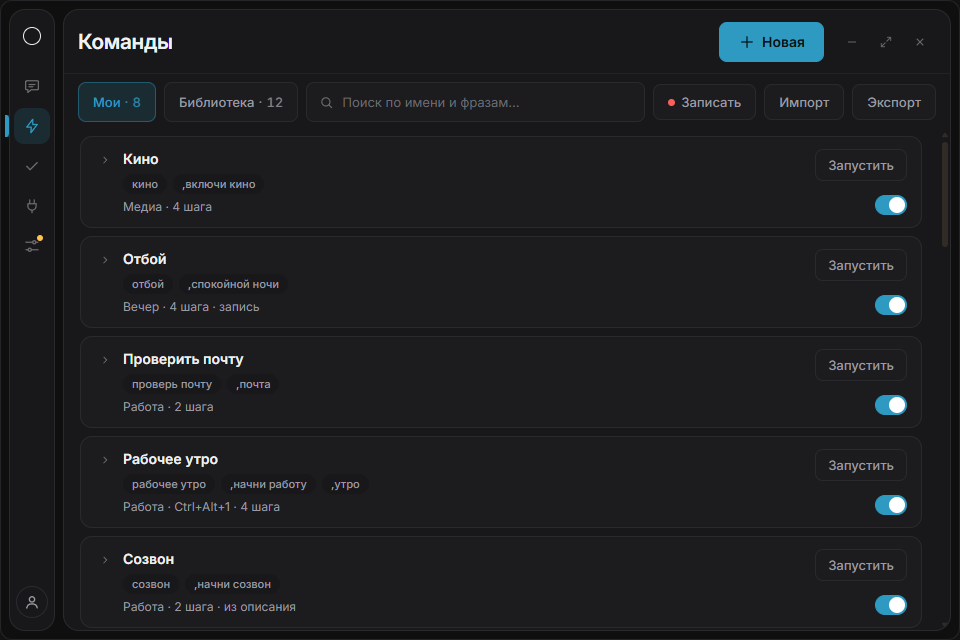 Команды
+ Новая
Мои · 8
Библиотека · 12
Поиск по имени и фразам...
Записать
Импорт
Экспорт
Кино
Запустить
кино ,включи кино
Медиа · 4 шага
Отбой
Запустить
отбой ,спокойной ночи
Вечер · 4 шага · запись
Проверить почту
Запустить
проверь почту ,почта
Работа · 2 шага
Рабочее утро
Запустить
рабочее утро ,начни работу ,утро
Работа · Ctrl+Alt+1 · 4 шага
Созвон
Запустить
созвон ,начни созвон
Работа · 2 шага · из описания